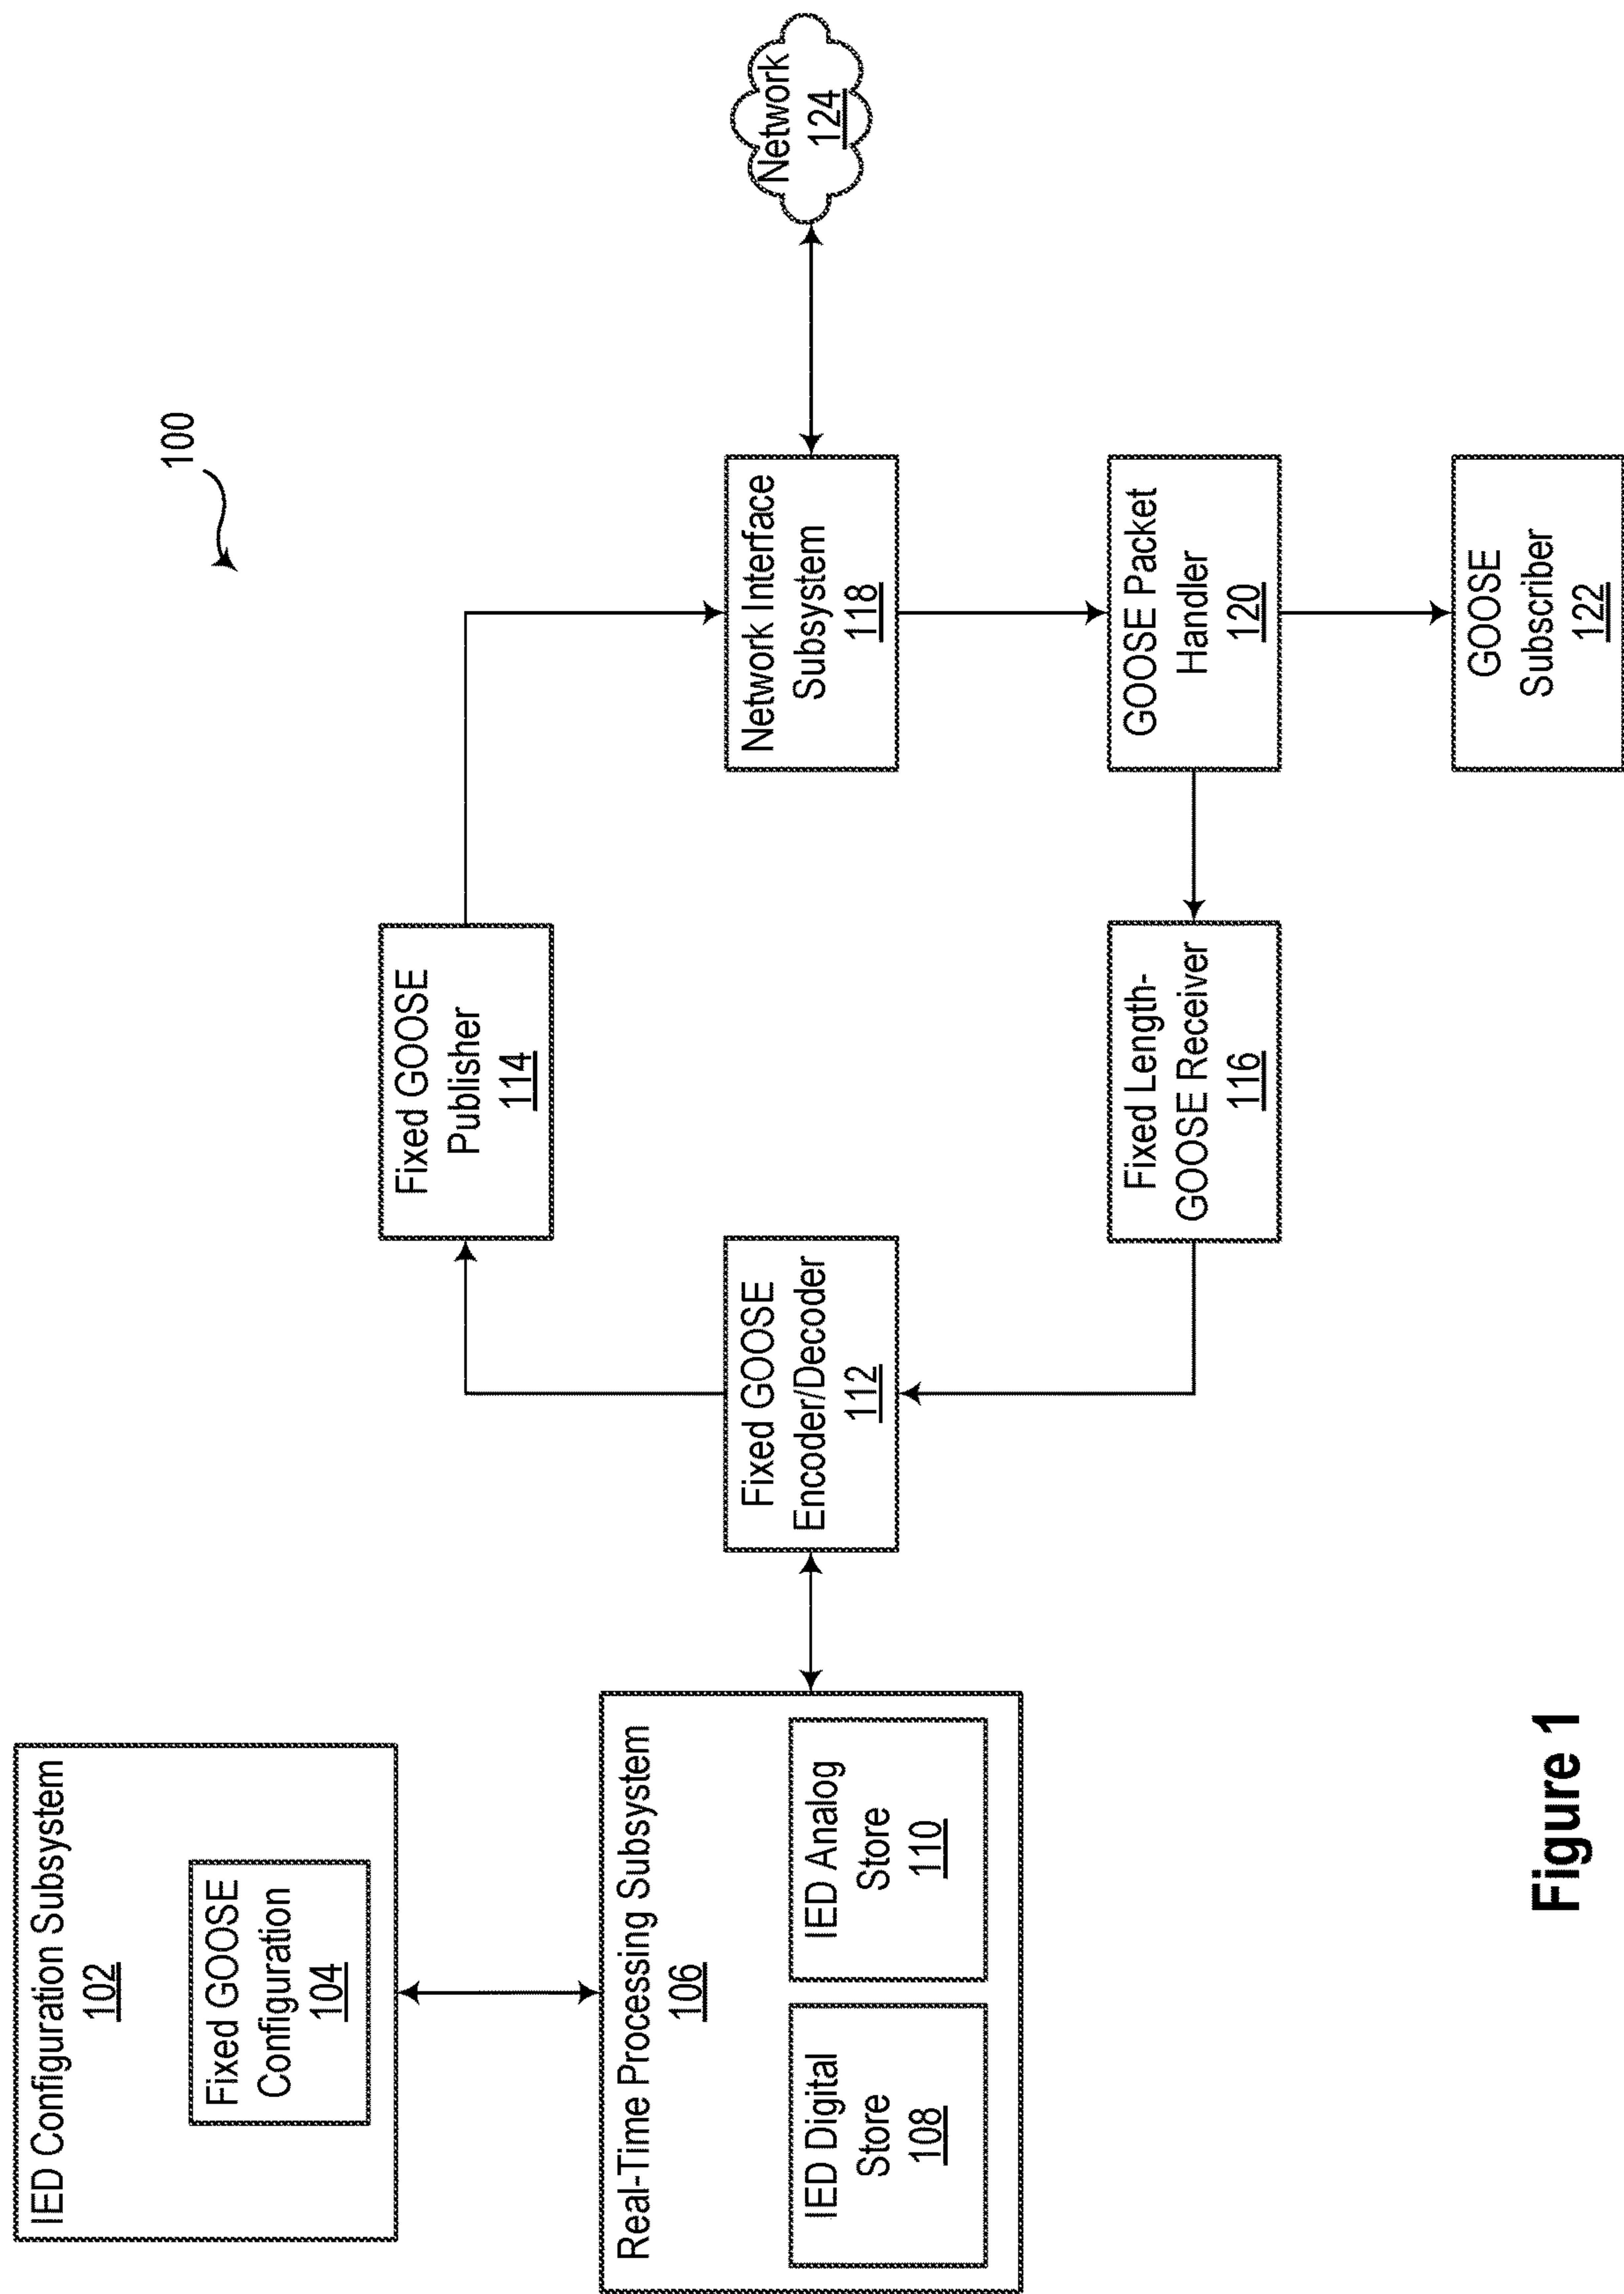 100
IED Configuration Subsystem
102
Fixed GOOSE
Configuration
104
Real-Time Processing Subsystem
106
IED Digital
Store
108
IED Analog
Store
110
Fixed GOOSE
Encoder/Decoder
112
Fixed GOOSE
Publisher
114
Fixed Length-
GOOSE Receiver
116
Network Interface
Subsystem
118
GOOSE Packet
Handler
120
GOOSE
Subscriber
122
Network
124
Figure 1